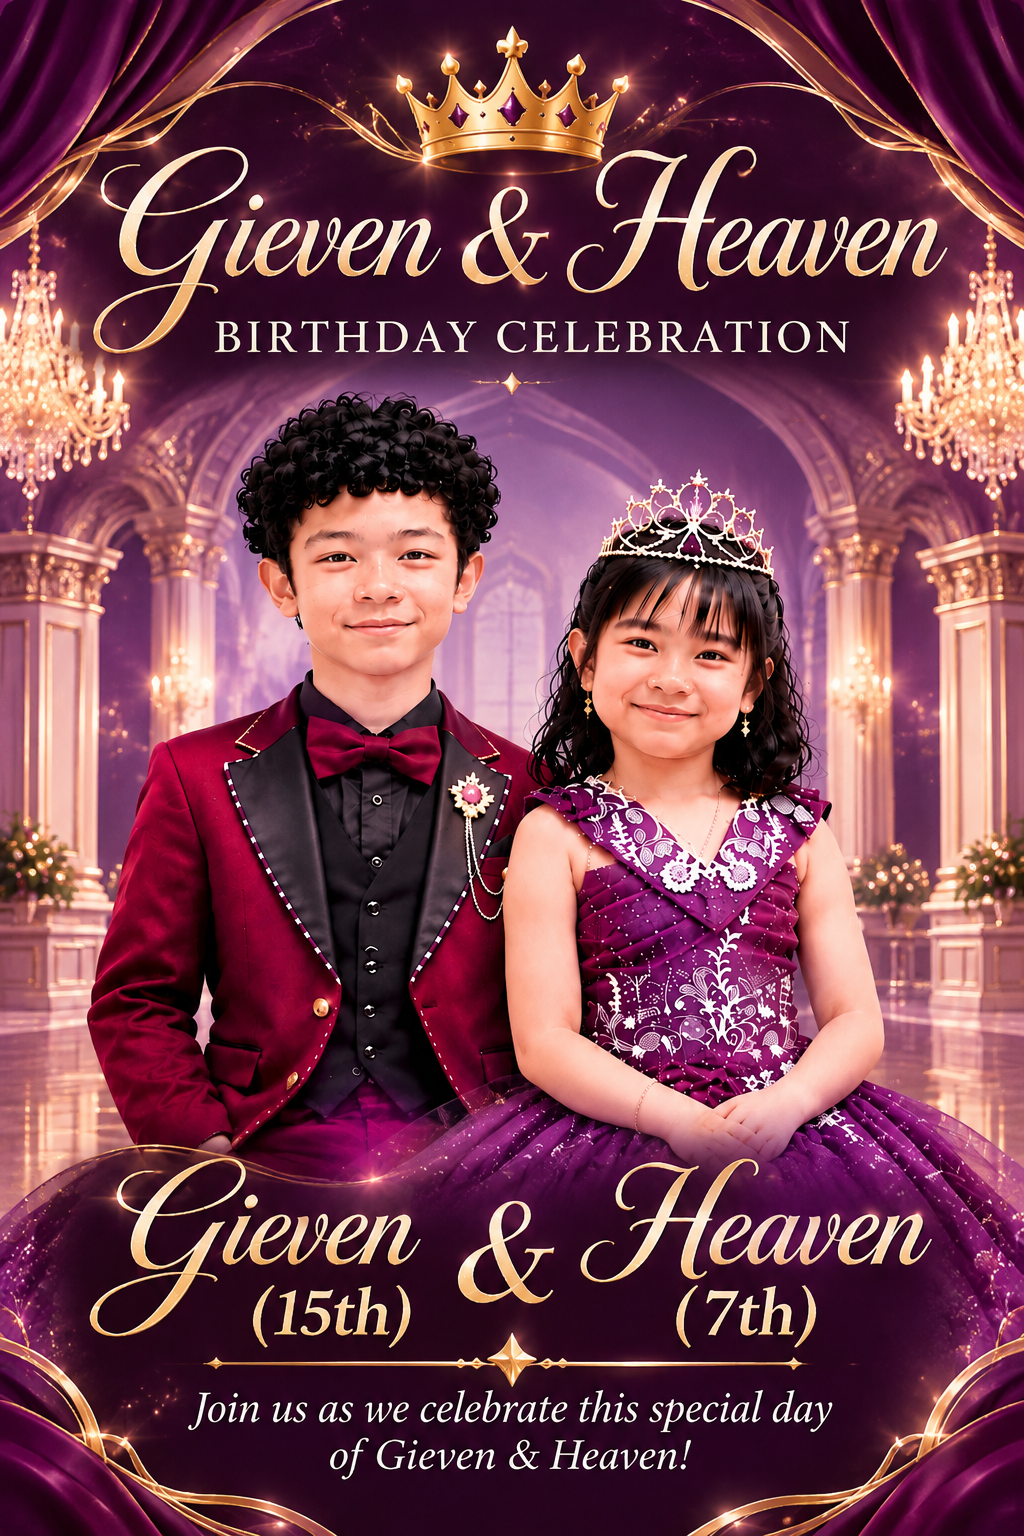 Gieven & Heaven
BIRTHDAY CELEBRATION
Gieven & Heaven
(15th) (7th)
Join us as we celebrate this special day
of Gieven & Heaven!